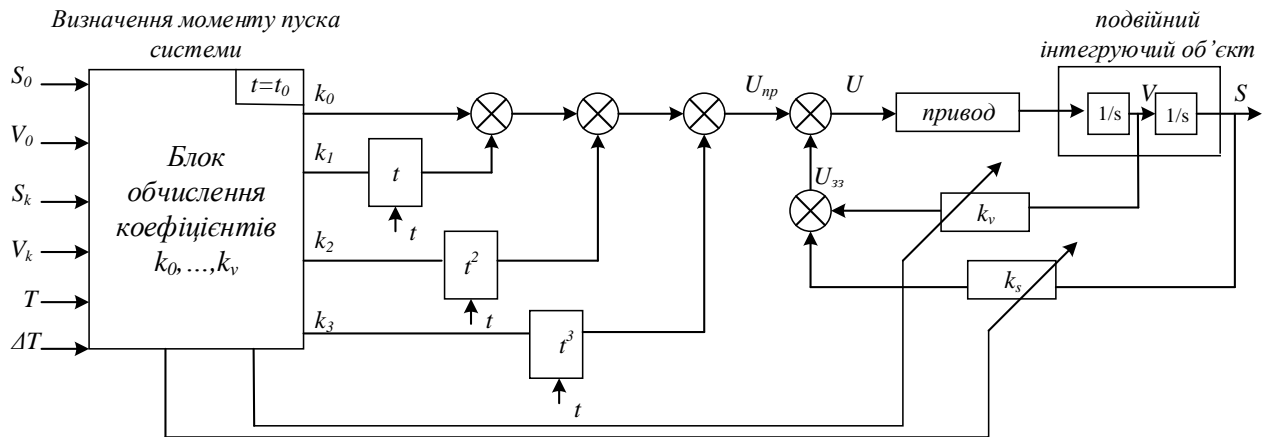 Визначення моменту пуска
системи
подвійний
інтегруючий об’єкт
S0
V0
Sk
Vk
T
ΔT
t=t0
Блок
обчислення
коефіцієнтів
k0,...,kv
k0
k1
t
t
k2
t²
t
k3
t³
t
Uпр
U
привод
1/s
V
1/s
S
Uзз
kv
ks